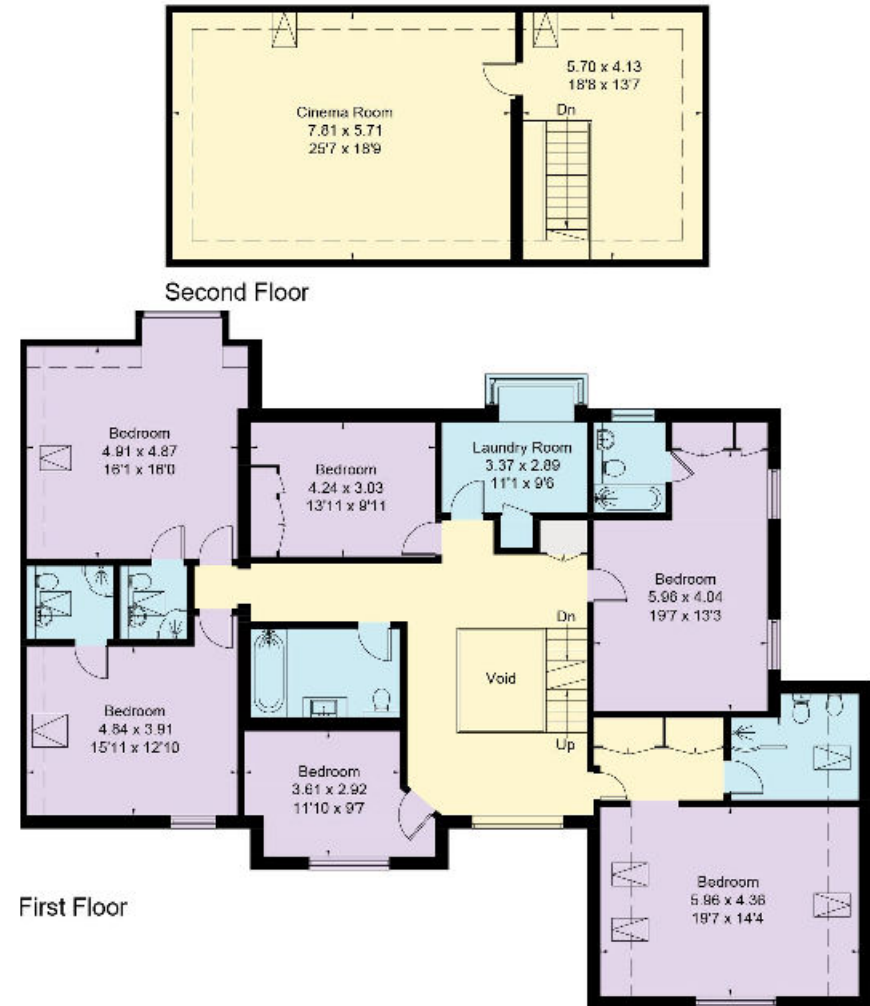 Cinema Room
7.81 x 5.71
25'7 x 18'9
5.70 x 4.13
18'8 x 13'7
Dn
Second Floor
Bedroom
4.91 x 4.87
16'1 x 16'0
Bedroom
4.24 x 3.03
13'11 x 9'11
Laundry Room
3.37 x 2.89
11'1 x 9'6
Bedroom
5.96 x 4.04
19'7 x 13'3
Dn
Void
Up
Bedroom
4.84 x 3.91
15'11 x 12'10
Bedroom
3.61 x 2.92
11'10 x 9'7
Bedroom
5.96 x 4.36
19'7 x 14'4
First Floor